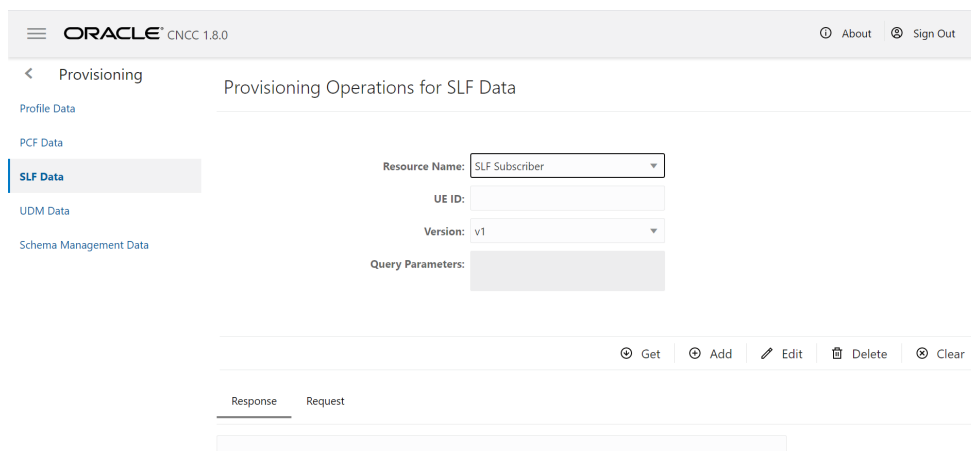 ORACLE® CNCC 1.8.0
About
Sign Out
Provisioning
Profile Data
PCF Data
SLF Data
UDM Data
Schema Management Data
Provisioning Operations for SLF Data
Resource Name: SLF Subscriber
UE ID:
Version: v1
Query Parameters:
Get Add Edit Delete Clear
Response Request